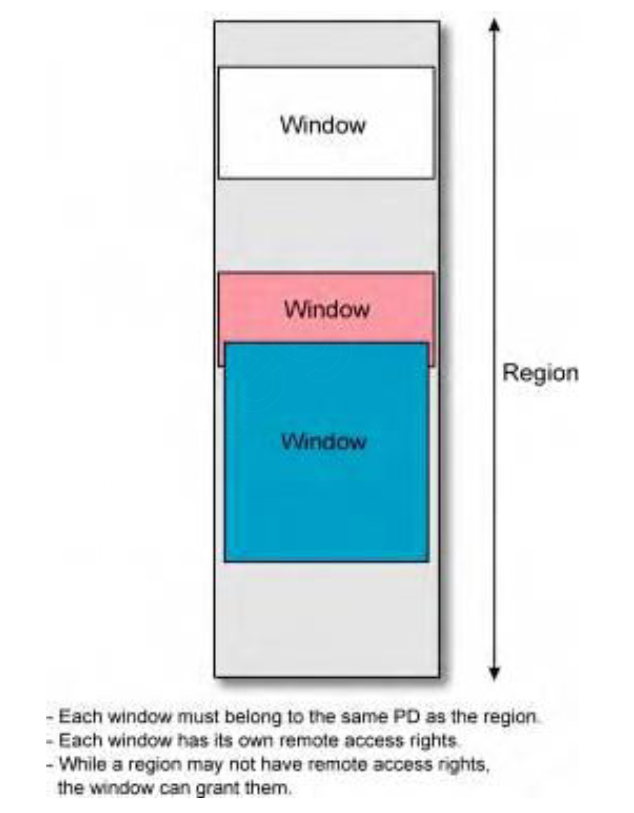 Window
Window
Region
Window
- Each window must belong to the same PD as the region.
- Each window has its own remote access rights.
- While a region may not have remote access rights,
the window can grant them.